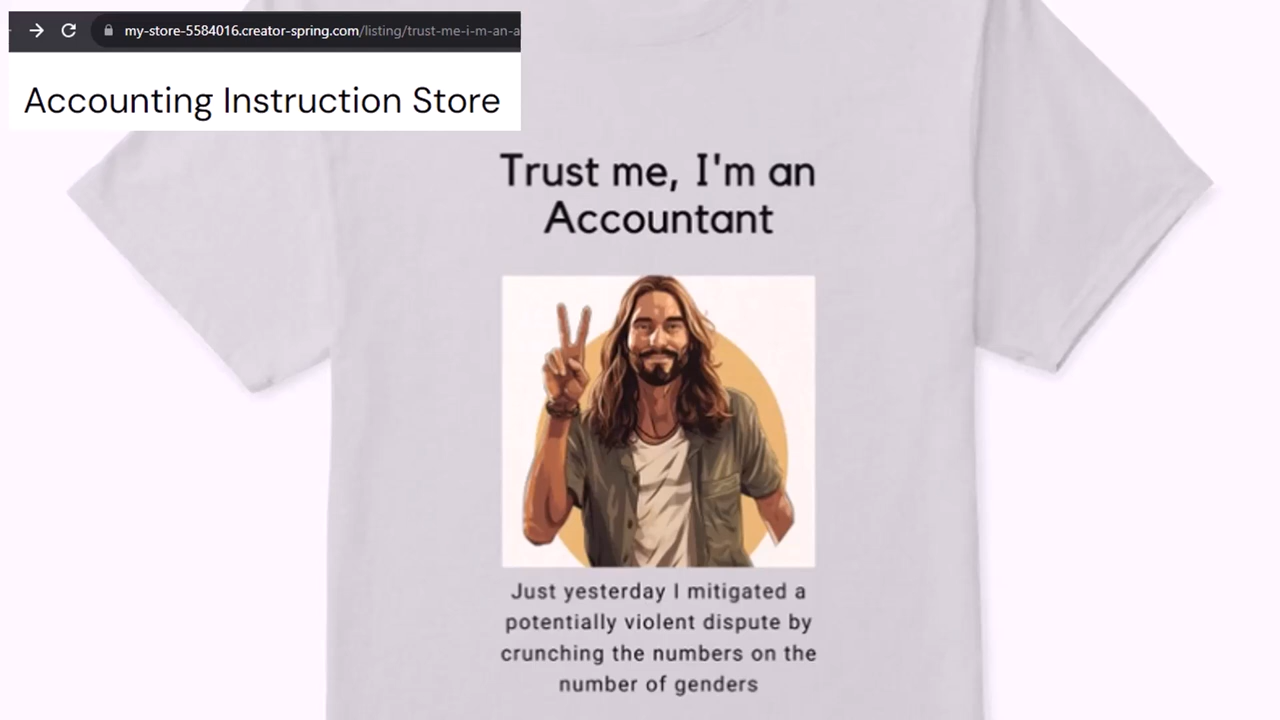 my-store-5584016.creator-spring.com/listing/trust-me-i-m-an-a
Accounting Instruction Store
Trust me, I'm an
Accountant
Just yesterday I mitigated a
potentially violent dispute by
crunching the numbers on the
number of genders